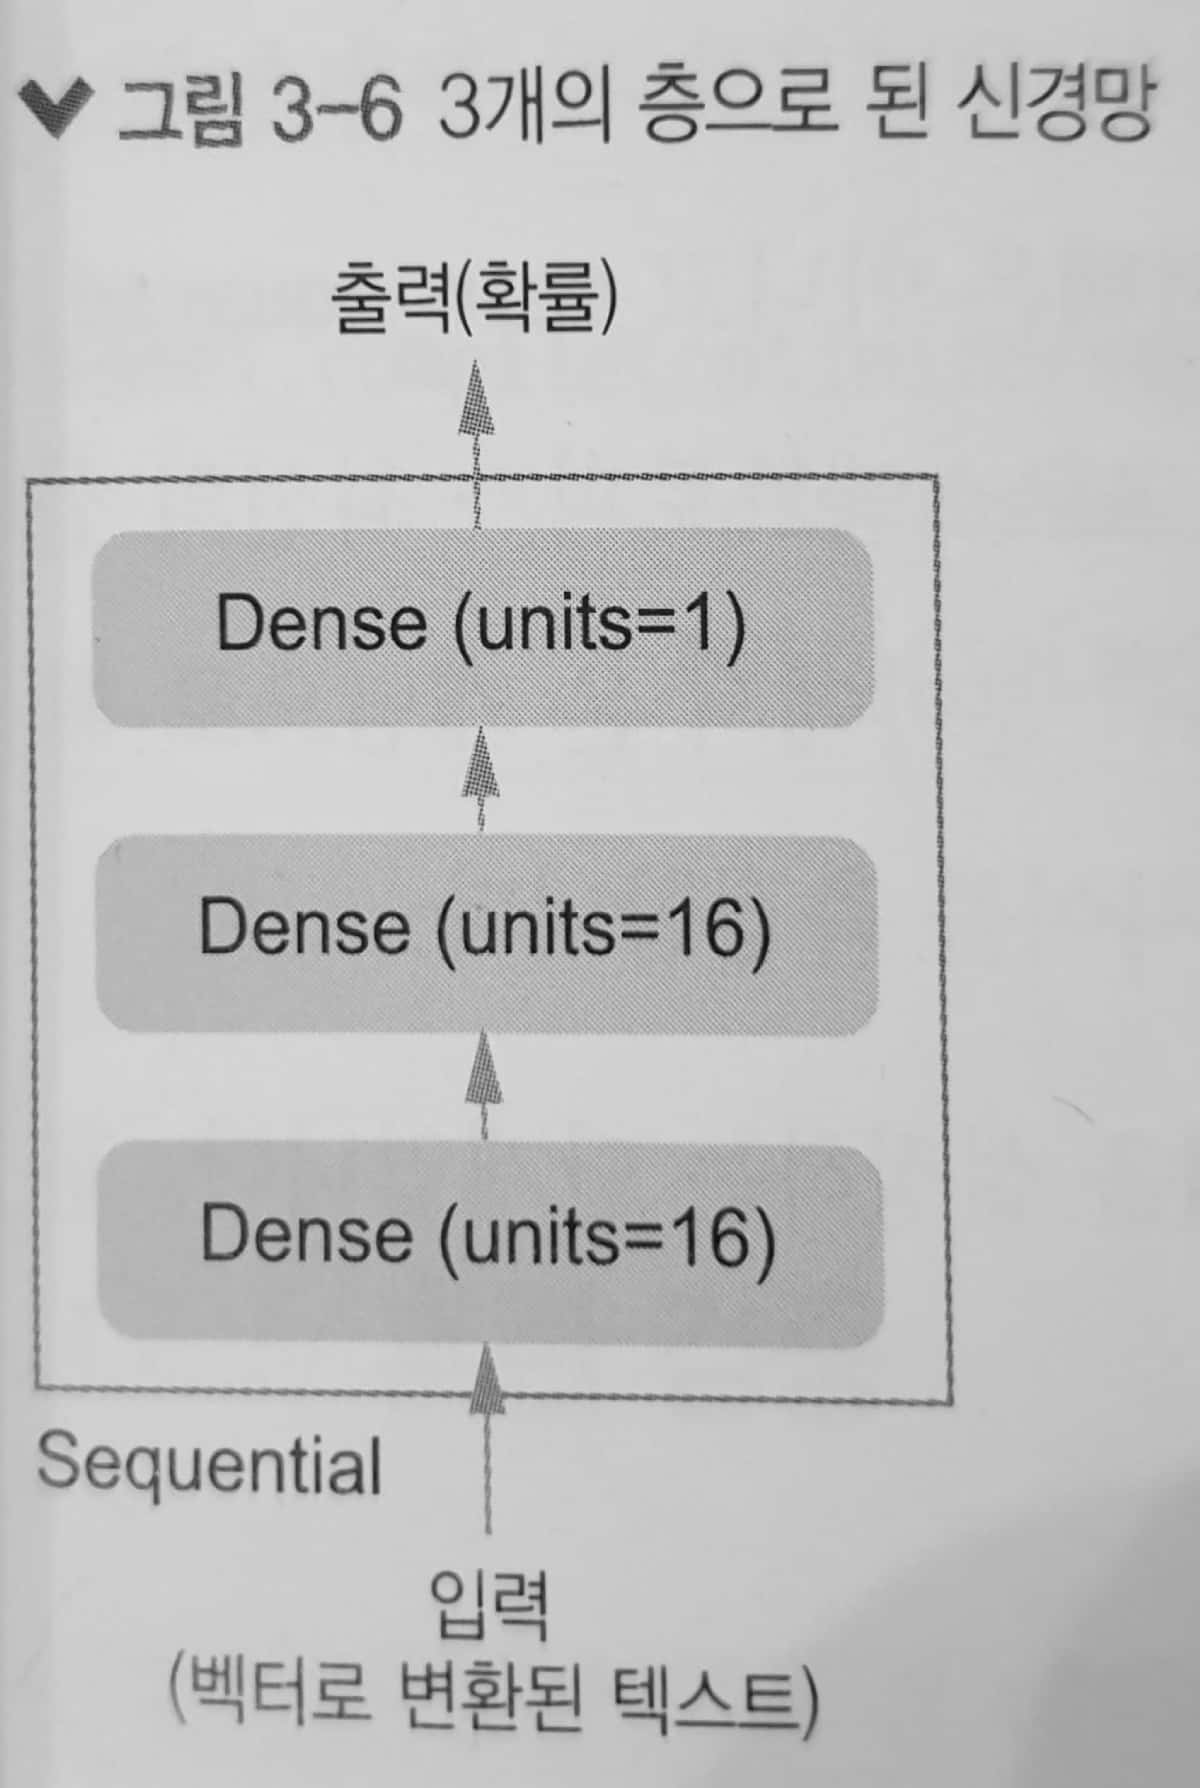 그림 3-6 3개의 층으로 된 신경망
출력(확률)
Dense (units=1)
Dense (units=16)
Dense (units=16)
Sequential
입력
(벡터로 변환된 텍스트)